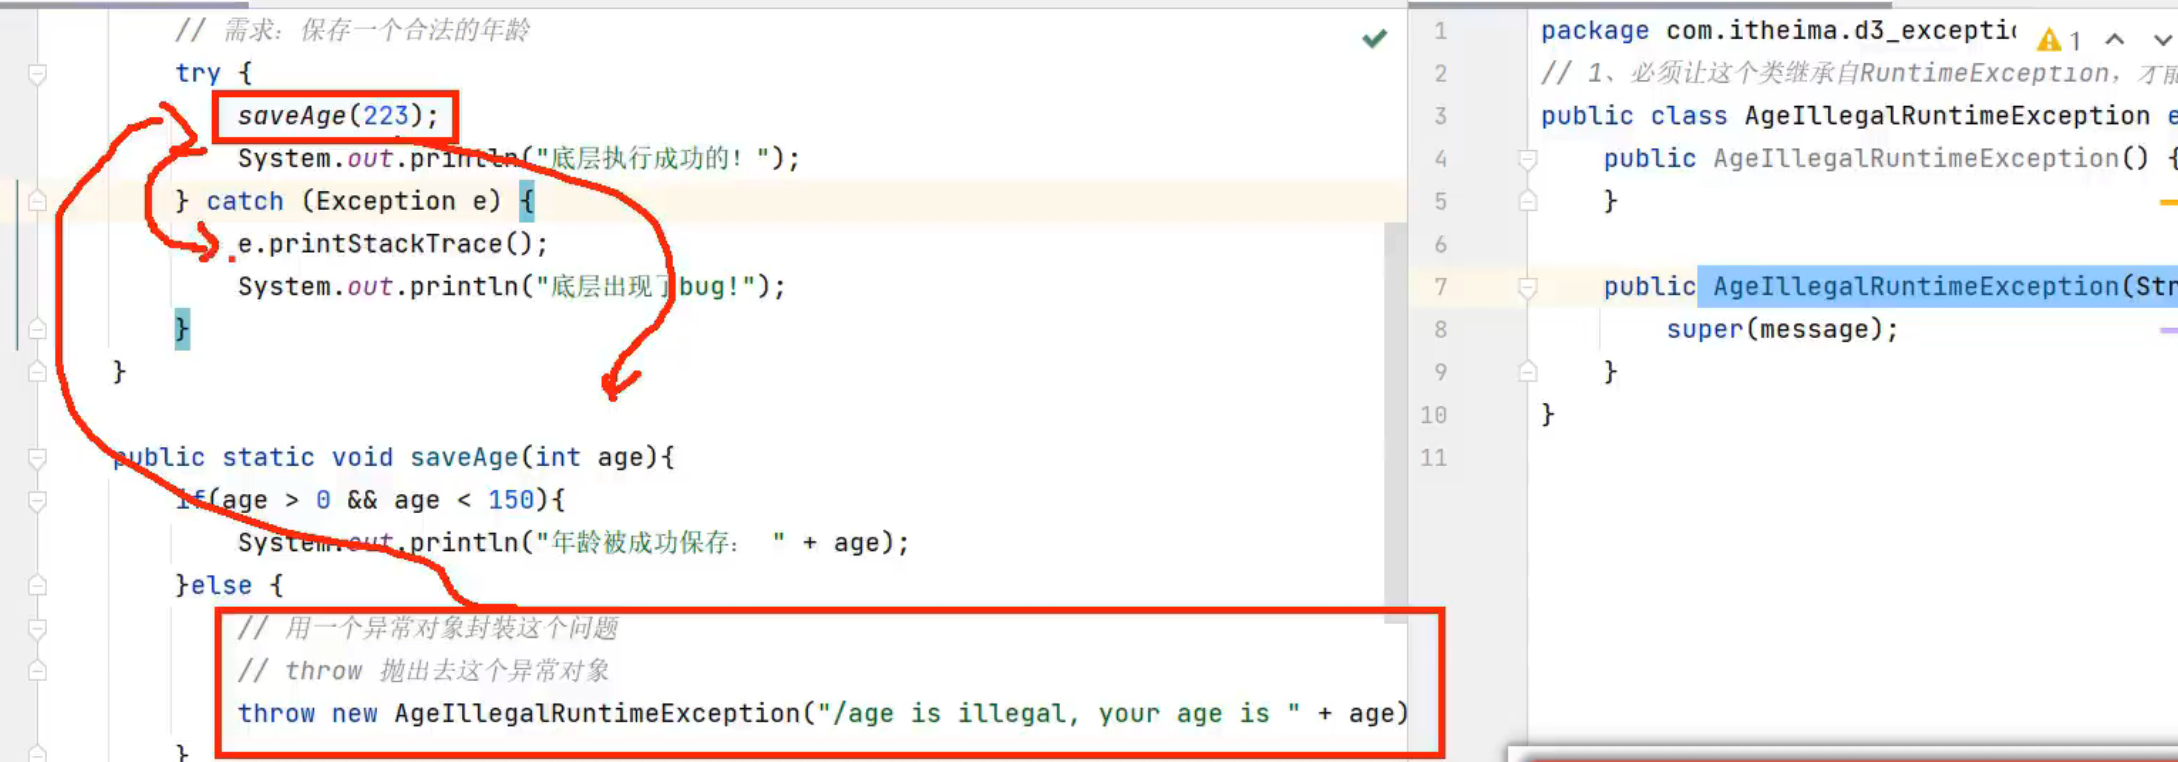 // 需求：保存一个合法的年龄
try {
saveAge(223);
System.out.println("底层执行成功的！");
} catch (Exception e) {
e.printStackTrace();
System.out.println("底层出现了bug!");
}
}
public static void saveAge(int age){
if(age > 0 && age < 150){
System.out.println("年龄被成功保存： " + age);
}else {
// 用一个异常对象封装这个问题
// throw 抛出去这个异常对象
throw new AgeIllegalRuntimeException("/age is illegal, your age is " + age)
}
1 package com.itheima.d3_exceptic
1
2 // 1、必须让这个类继承自RuntimeException，才能
3 public class AgeIllegalRuntimeException e
4 public AgeIllegalRuntimeException() {
5 }
6
7 public AgeIllegalRuntimeException(Str
8 super(message);
9 }
10 }
11